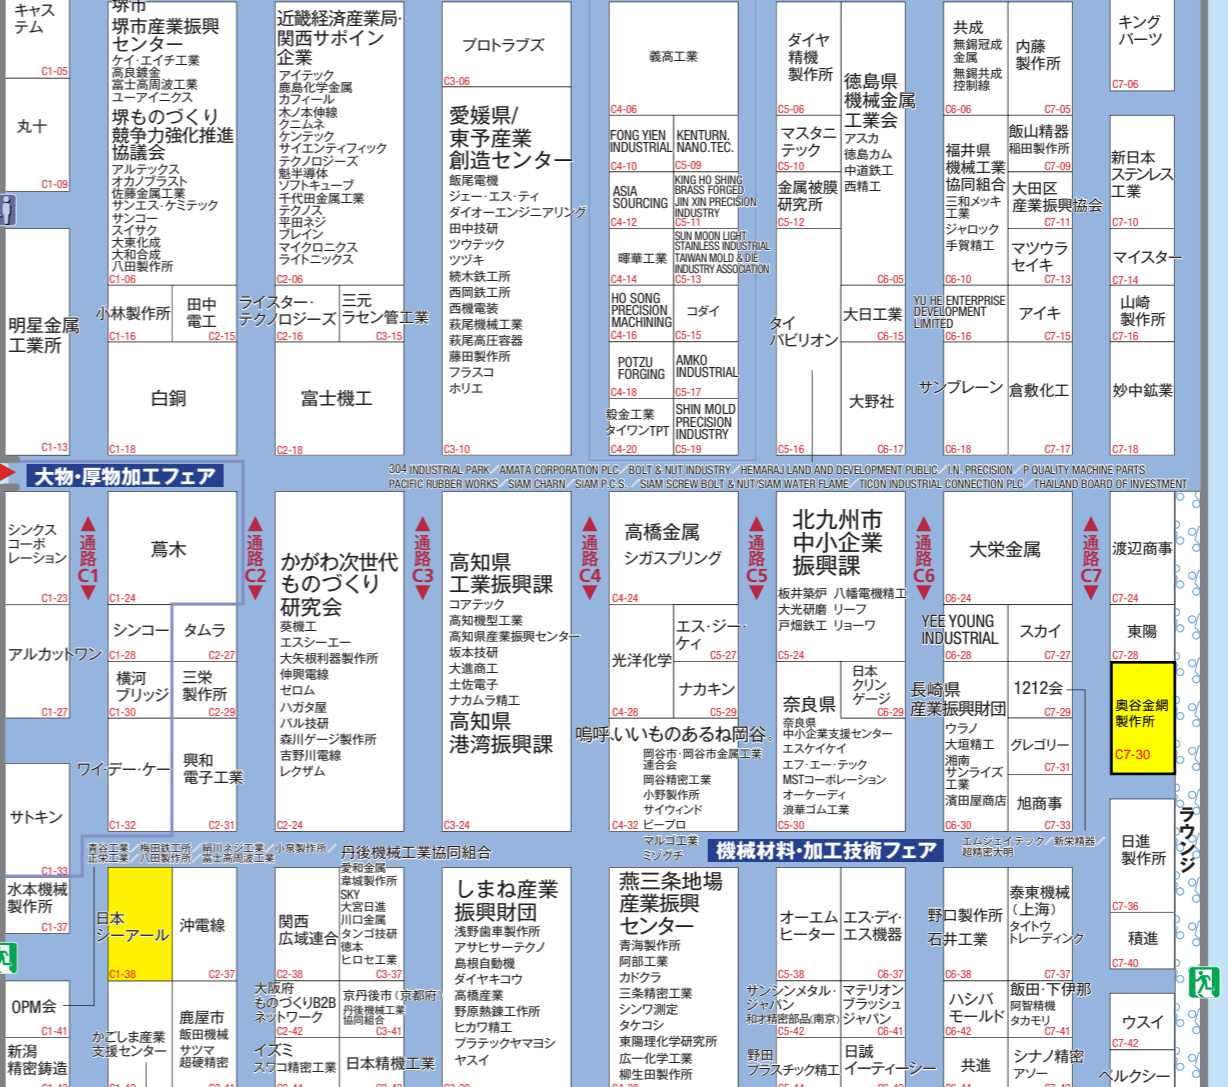 キャス
テム
C1-05
丸十
C1-09
明星金属
工業所
C1-13
堺市
堺市産業振興
センター
ケイ・エイチ工業
高良鍍金
富士高周波工業
ユーアイニクス
堺ものづくり
競争力強化推進
協議会
アルテックス
オカノブラスト
佐藤金属工業
サンエス・ケミテック
サンコー
スイサク
大東化成
大和合成
八田製作所
C1-06
小林製作所
C1-16
田中
電工
C2-15
白銅
C1-18
近畿経済産業局・
関西サポイン
企業
アイテック
鹿島化学金属
カフィール
木ノ本伸線
クニムネ
ケンテック
サイエンティフィック
テクノロジーズ
魁半導体
ソフトキューブ
千代田金属工業
テクノス
平田ネジ
ブレイン
マイクロニクス
ライトニックス
C2-06
ライスター・
テクノロジーズ
C2-16
三元
ラセン管工業
C3-15
富士機工
C2-18
プロトラブズ
C3-06
愛媛県/
東予産業
創造センター
飯尾電機
ジェー・エス・ティ
ダイオーエンジニアリング
田中技研
ツウテック
ツヅキ
続木鉄工所
西岡鉄工所
西機電装
萩尾機械工業
萩尾高圧容器
藤田製作所
フラスコ
ホリエ
C3-10
義高工業
C4-06
FONG YIEN
INDUSTRIAL
C4-10
KENTURN.
NANO.TEC.
C5-09
ASIA
SOURCING
C4-12
KING HO SHING
BRASS FORGED
JIN XIN PRECISION
INDUSTRY
C5-11
暉華工業
C4-14
SUN MOON LIGHT
STAINLESS INDUSTRIAL
TAIWAN MOLD & DIE
INDUSTRY ASSOCIATION
C5-13
HO SONG
PRECISION
MACHINING
C4-16
コダイ
C5-15
POTZU
FORGING
C4-18
AMKO
INDUSTRIAL
C5-17
毅金工業
タイワンTPT
C4-20
SHIN MOLD
PRECISION
INDUSTRY
C5-19
ダイヤ
精機
製作所
C5-06
マスタニ
テック
C5-10
金属被膜
研究所
C5-12
タイ
パビリオン
C5-16
徳島県
機械金属
工業会
アスカ
徳島カム
中道鉄工
西精工
C6-05
大日工業
C6-15
大野社
C6-17
共成
無錫冠成
金属
無錫共成
控制線
C6-06
内藤
製作所
C7-05
福井県
機械工業
協同組合
三和メッキ
工業
ジャロック
手賀精工
C6-10
飯山精器
稲田製作所
C7-09
大田区
産業振興協会
C7-11
マツウラ
セイキ
C7-13
YU HE ENTERPRISE
DEVELOPMENT
LIMITED
C6-16
アイキ
C7-15
サンプレーン
C6-18
倉敷化工
C7-17
キング
パーツ
C7-06
新日本
ステンレス
工業
C7-10
マイスター
C7-14
山崎
製作所
C7-16
妙中鉱業
C7-18
大物・厚物加工フェア
304 INDUSTRIAL PARK／AMATA CORPORATION PLC.／BOLT & NUT INDUSTRY／HEMARAJ LAND AND DEVELOPMENT PUBLIC／I.N. PRECISION／P QUALITY MACHINE PARTS
PACIFIC RUBBER WORKS／SIAM CHARN／SIAM P.C.S.／SIAM SCREW BOLT & NUT/SIAM WATER FLAME／TICON INDUSTRIAL CONNECTION PLC／THAILAND BOARD OF INVESTMENT
シンクス
コーポ
レーション
C1-23
アルカットワン
C1-27
サトキン
C1-33
通路
C1
蔦木
C1-24
シンコー
C1-28
タムラ
C2-27
横河
ブリッジ
C1-30
三栄
製作所
C2-29
ワイ・デー・ケー
C1-32
興和
電子工業
C2-31
通路
C2
かがわ次世代
ものづくり
研究会
葵機工
エスシーエー
大矢根利器製作所
伸興電線
ゼロム
ハガタ屋
パル技研
森川ゲージ製作所
吉野川電線
レクザム
C2-24
通路
C3
高知県
工業振興課
コアテック
高知機型工業
高知県産業振興センター
坂本技研
大進商工
土佐電子
ナカムラ精工
高知県
港湾振興課
C3-24
通路
C4
高橋金属
シガスプリング
C4-24
光洋化学
C4-28
エス・ジー・
ケィ
C5-27
ナカキン
C5-29
嗚呼、いいものあるね岡谷。
岡谷市・岡谷市金属工業
連合会
岡谷精密工業
小野製作所
サイウィンド
C4-32 ピープロ
マルゴ工業
ミゾグチ
通路
C5
北九州市
中小企業
振興課
板井築炉 八幡電機精工
大光研磨 リーフ
戸畑鉄工 リョーワ
C5-24
奈良県
奈良県
中小企業支援センター
エスケイケイ
エフ・エー・テック
MSTコーポレーション
オーケーディ
浪華ゴム工業
C5-30
日本
クリン
ゲージ
C6-29
通路
C6
大栄金属
C6-24
YEE YOUNG
INDUSTRIAL
C6-28
スカイ
C7-27
長崎県
産業振興財団
ウラノ
大垣精工
湘南
サンライズ
工業
濱田屋商店
C6-30
1212会
C7-29
グレゴリー
C7-31
旭商事
C7-33
エムジェイテック／新栄精器／
超精密大明
通路
C7
渡辺商事
C7-24
東陽
C7-28
奥谷金網
製作所
C7-30
ラウンジ
日進
製作所
C7-36
積進
C7-40
ウスイ
C7-42
ベルクシー
機械材料・加工技術フェア
青谷工業／梅田鉄工所／絹川ネジ工業／小泉製作所／
正栄工業／八田製作所／富士高周波工業
水本機械
製作所
C1-37
OPM会
C1-41
新潟
精密鋳造
日本
シーアール
C1-38
沖電線
C2-37
かごしま産業
支援センター
鹿屋市
飯田機械
サツマ
超硬精密
関西
広域連合
C2-38
丹後機械工業協同組合
愛和金属
韋城製作所
SKY
大宮日進
川口金属
タンゴ技研
徳本
ヒロセ工業
C3-37
大阪府
ものづくりB2B
ネットワーク
C2-42
京丹後市（京都府）
丹後機械工業
協同組合
C3-41
イズミ
スワコ精密工業
日本精機工業
しまね産業
振興財団
浅野歯車製作所
アサヒサーテクノ
島根自動機
ダイヤキコウ
高橋産業
野原熱錬工作所
ヒカワ精工
プラテックヤマヨシ
ヤスイ
燕三条地場
産業振興
センター
青海製作所
阿部工業
カドクラ
三条精密工業
シンワ測定
タケコシ
東陽理化学研究所
広一化学工業
柳生田製作所
オーエム
ヒーター
C5-38
エス・ディ・
エス機器
C6-37
サンシンメタル・
ジャパン
和才精密部品(南京)
C5-42
マテリオン
ブラッシュ
ジャパン
C6-41
野田
プラスチック精工
日誠
イーティーシー
野口製作所
石井工業
C6-38
泰東機械
（上海）
タイトウ
トレーディング
C7-37
ハシバ
モールド
C6-42
飯田・下伊那
阿智精機
タカモリ
C7-41
共進
シナノ精密
アソー